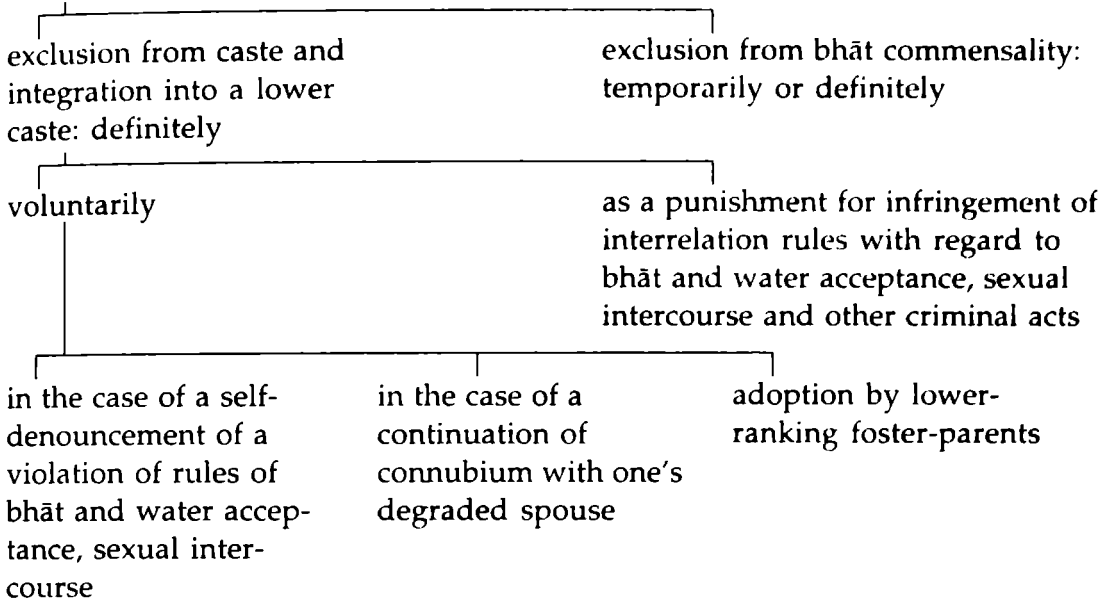 exclusion from caste and
integration into a lower
caste: definitely
exclusion from bhāt commensality:
temporarily or definitely
voluntarily
as a punishment for infringement of
interrelation rules with regard to
bhāt and water acceptance, sexual
intercourse and other criminal acts
in the case of a self-
denouncement of a
violation of rules of
bhāt and water accep-
tance, sexual inter-
course
in the case of a
continuation of
connubium with one's
degraded spouse
adoption by lower-
ranking foster-parents